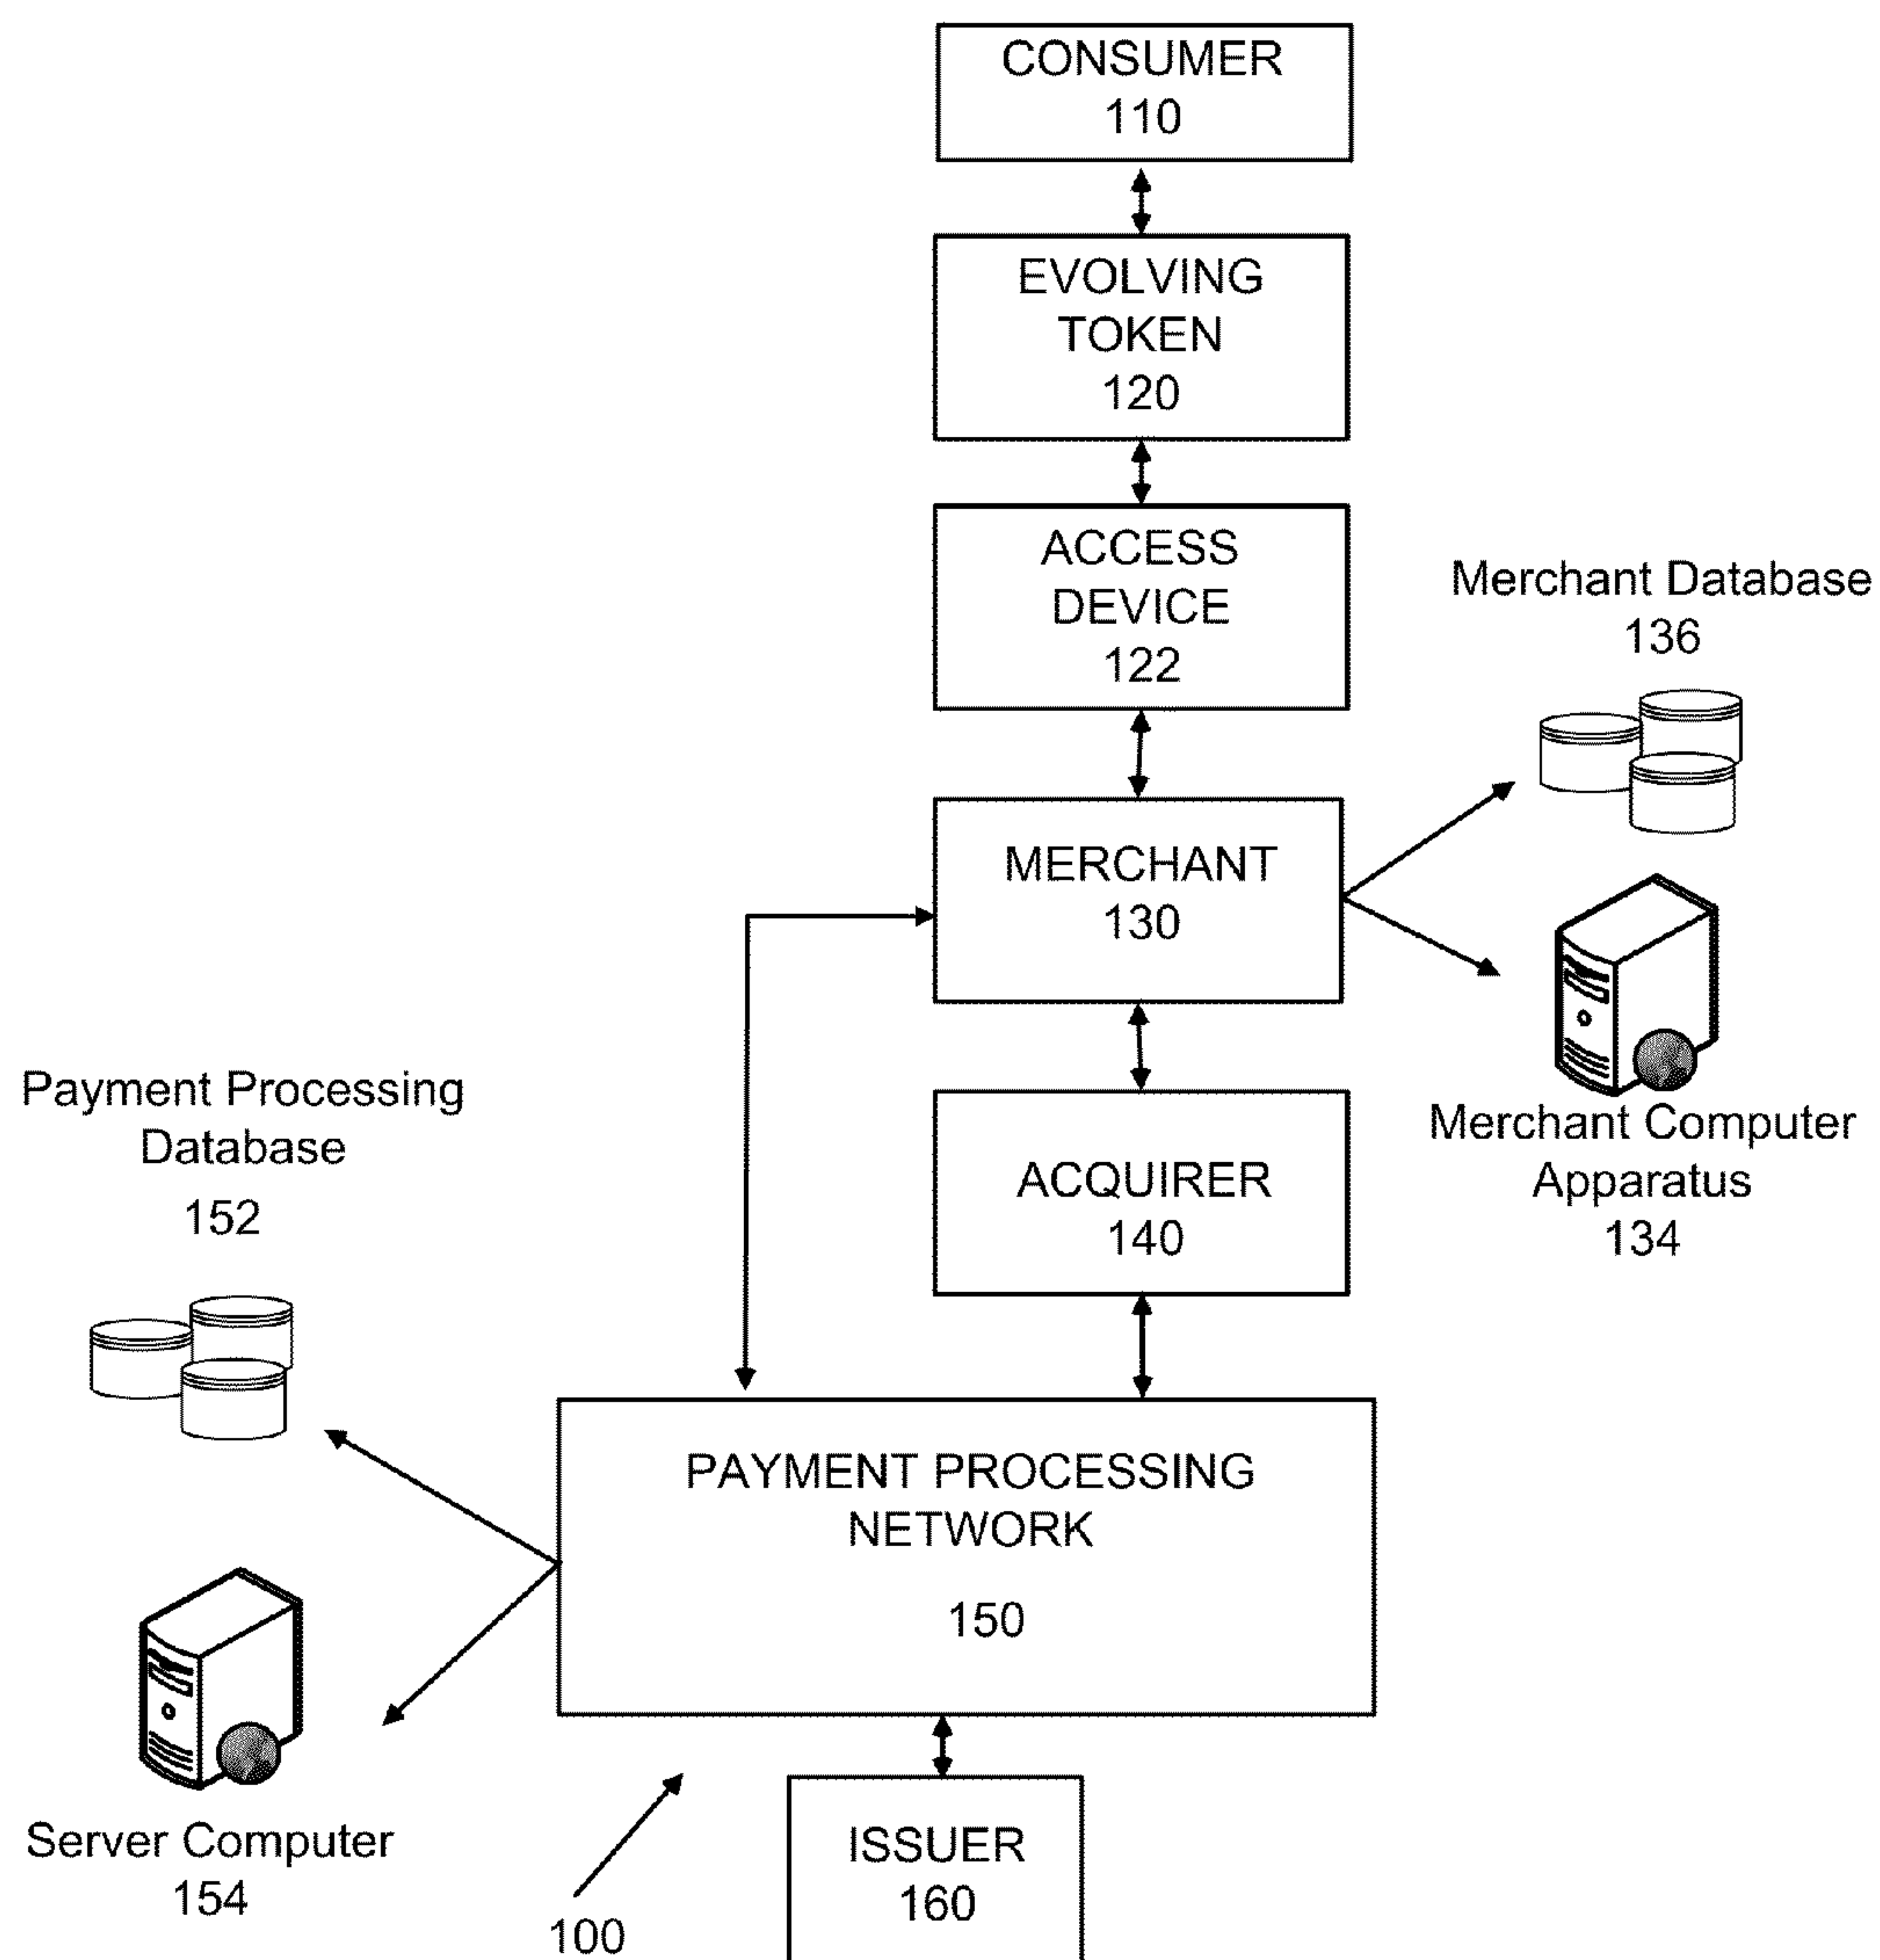 CONSUMER
110
EVOLVING
TOKEN
120
ACCESS
DEVICE
122
Merchant Database
136
MERCHANT
130
Merchant Computer
Apparatus
134
Payment Processing
Database
152
ACQUIRER
140
PAYMENT PROCESSING
NETWORK
150
Server Computer
154
100
ISSUER
160